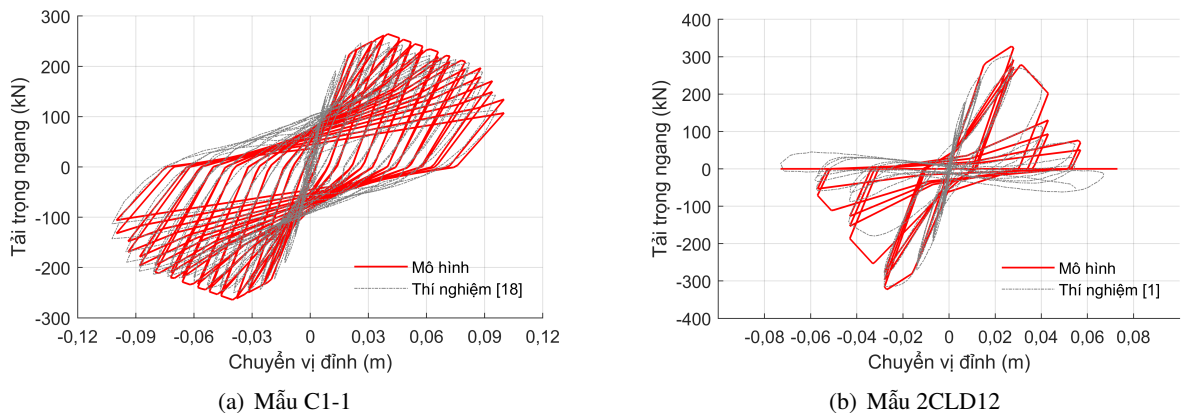 300
200
100
0
-100
-200
-300
-0,12 -0,09 -0,06 -0,03 0 0,03 0,06 0,09 0,12
Tải trọng ngang (kN)
Chuyển vị đỉnh (m)
Mô hình
Thí nghiệm [18]
(a) Mẫu C1-1
400
300
200
100
0
-100
-200
-300
-400
-0,08 -0,06 -0,04 -0,02 0 0,02 0,04 0,06 0,08
Tải trọng ngang (kN)
Chuyển vị đỉnh (m)
Mô hình
Thí nghiệm [1]
(b) Mẫu 2CLD12